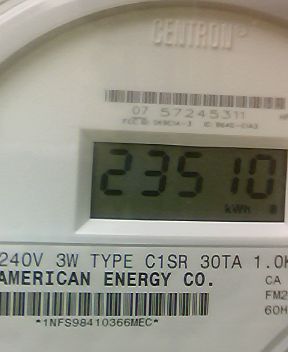 CENTRON®
07 57245311
23510
kWH
240V 3W TYPE C1SR 30TA 1.0K
AMERICAN ENERGY CO.
CA
FM2
60H
*1NFS98410366MEC*